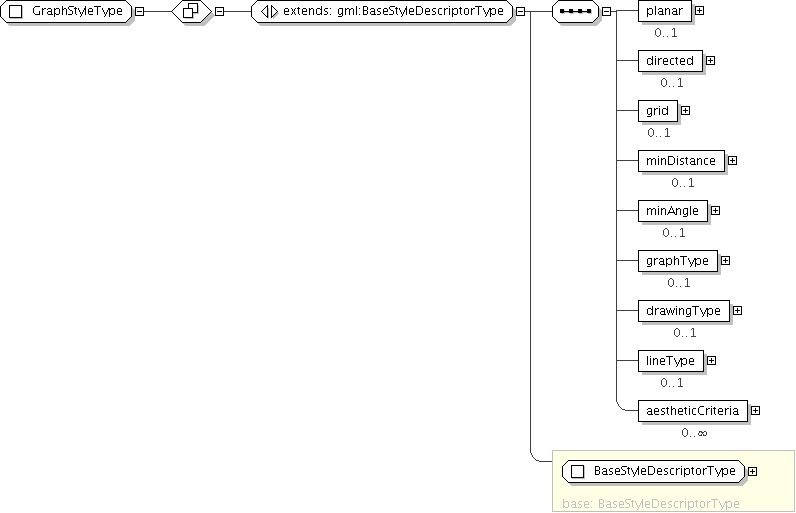 GraphStyleType
extends: gml:BaseStyleDescriptorType
planar
0..1
directed
0..1
grid
0..1
minDistance
0..1
minAngle
0..1
graphType
0..1
drawingType
0..1
lineType
0..1
aestheticCriteria
0..∞
BaseStyleDescriptorType
base: BaseStyleDescriptorType